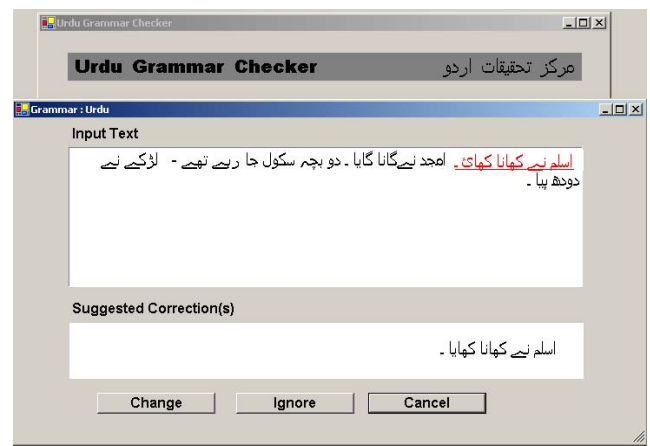 Urdu Grammar Checker
Urdu Grammar Checker مرکز تحقیقات اردو
Grammar : Urdu
Input Text
اسلم نے کھانا کھائ ۔ امجد نے گانا گایا ۔ دو بچہ سکول جا رہے تھے - لڑکے نے
دودھ پیا ۔
Suggested Correction(s)
اسلم نے کھانا کھایا ۔
Change Ignore Cancel